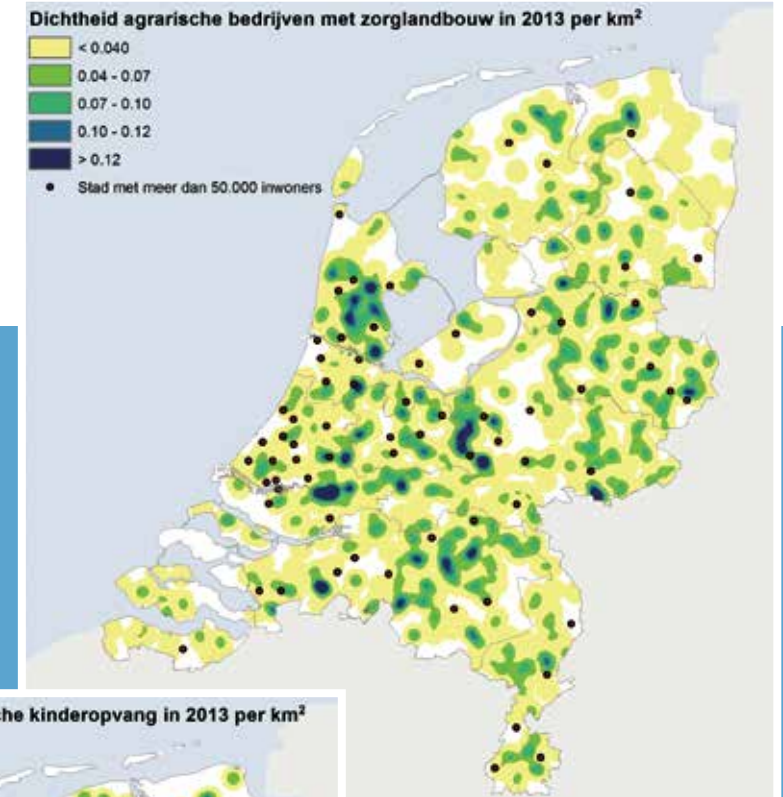 Dichtheid agrarische bedrijven met zorglandbouw in 2013 per km²
< 0.040
0.04 - 0.07
0.07 - 0.10
0.10 - 0.12
> 0.12
Stad met meer dan 50.000 inwoners
che kinderopvang in 2013 per km²